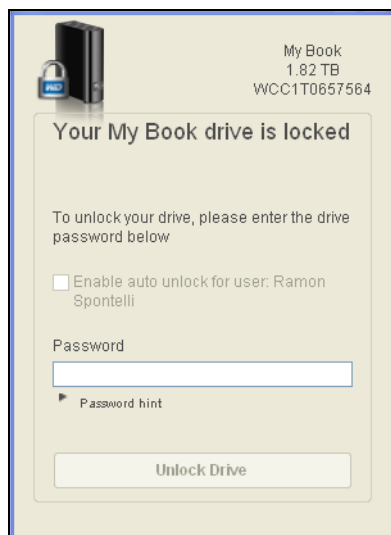 My Book
1.82 TB
WCC1T0657564
WD
Your My Book drive is locked
To unlock your drive, please enter the drive
password below
Enable auto unlock for user: Ramon
Spontelli
Password
Password hint
Unlock Drive